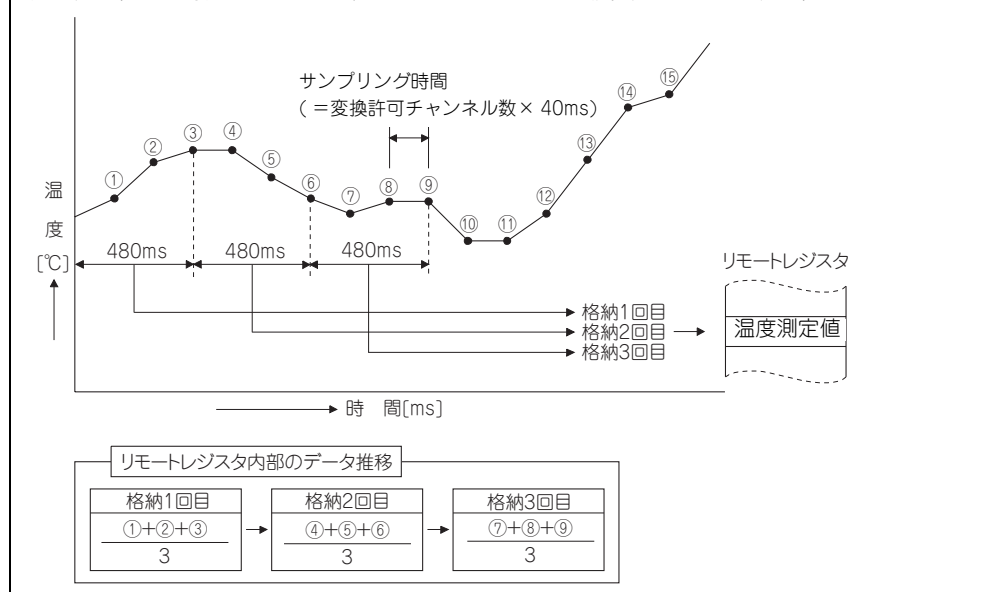 サンプリング時間
( =変換許可チャンネル数× 40ms)
⑮
⑭
③ ④
②
⑬
⑤
①
⑥ ⑧ ⑨
⑦
⑫
⑩ ⑪
温
度
[℃]
480ms 480ms 480ms
リモートレジスタ
格納1回目
格納2回目
格納3回目
温度測定値
時 間[ms]
リモートレジスタ内部のデータ推移
格納1回目 格納2回目 格納3回目
①+②+③ ④+⑤+⑥ ⑦+⑧+⑨
3 3 3